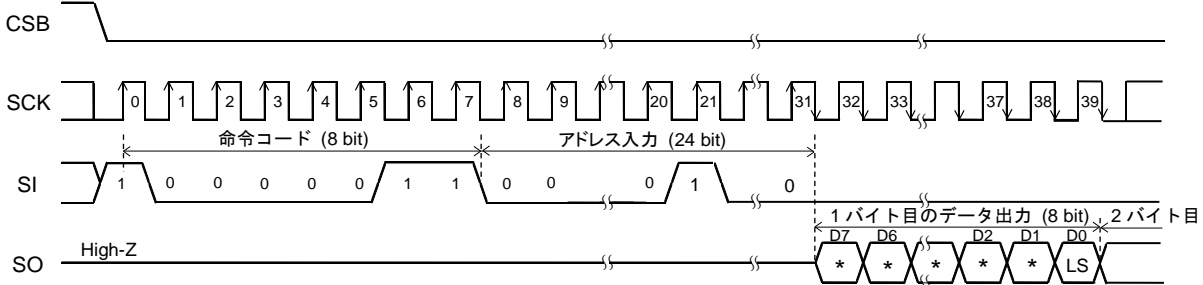 CSB
SCK
0 1 2 3 4 5 6 7 8 9 20 21 31 32 33 37 38 39
命令コード (8 bit) アドレス入力 (24 bit)
SI
1 0 0 0 0 0 1 1 0 0 0 1 0
1 バイト目のデータ出力 (8 bit) 2 バイト目
D7 D6 D2 D1 D0
High-Z
SO
* * * * * LS